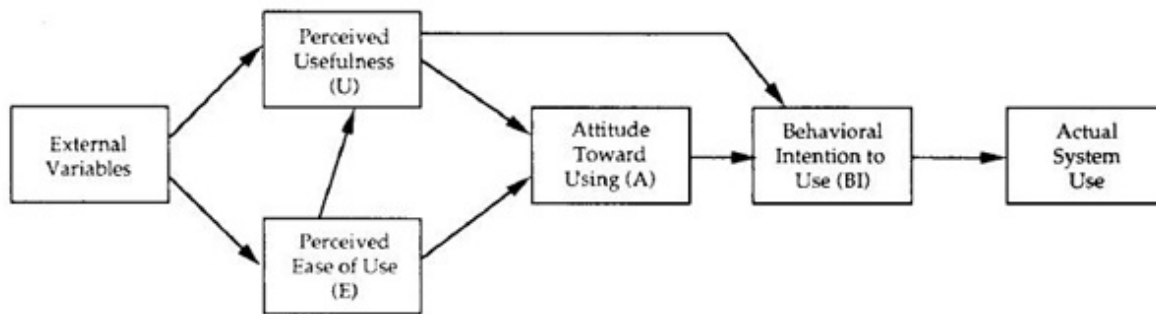 External
Variables
Perceived
Usefulness
(U)
Perceived
Ease of Use
(E)
Attitude
Toward
Using (A)
Behavioral
Intention to
Use (BI)
Actual
System
Use